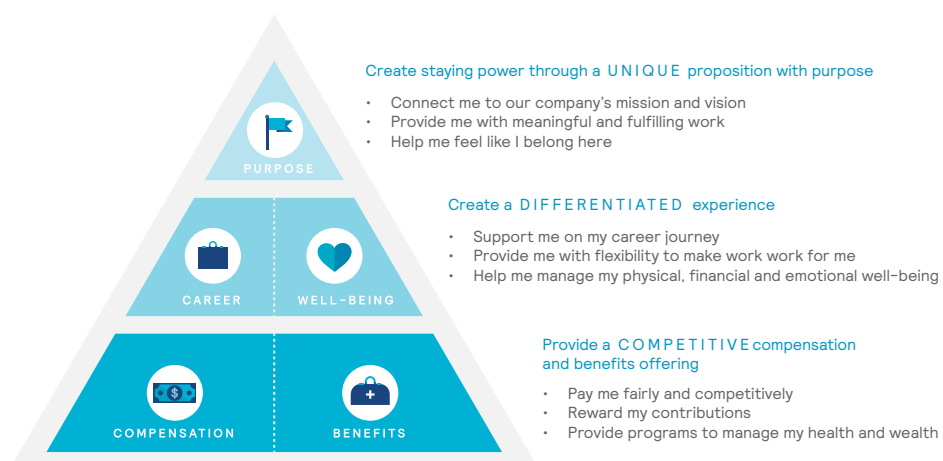 Create staying power through a UNIQUE proposition with purpose
• Connect me to our company's mission and vision
• Provide me with meaningful and fulfilling work
• Help me feel like I belong here
PURPOSE
Create a DIFFERENTIATED experience
• Support me on my career journey
• Provide me with flexibility to make work work for me
• Help me manage my physical, financial and emotional well-being
CAREER
WELL-BEING
Provide a COMPETITIVE compensation
and benefits offering
• Pay me fairly and competitively
• Reward my contributions
• Provide programs to manage my health and wealth
$
COMPENSATION
BENEFITS